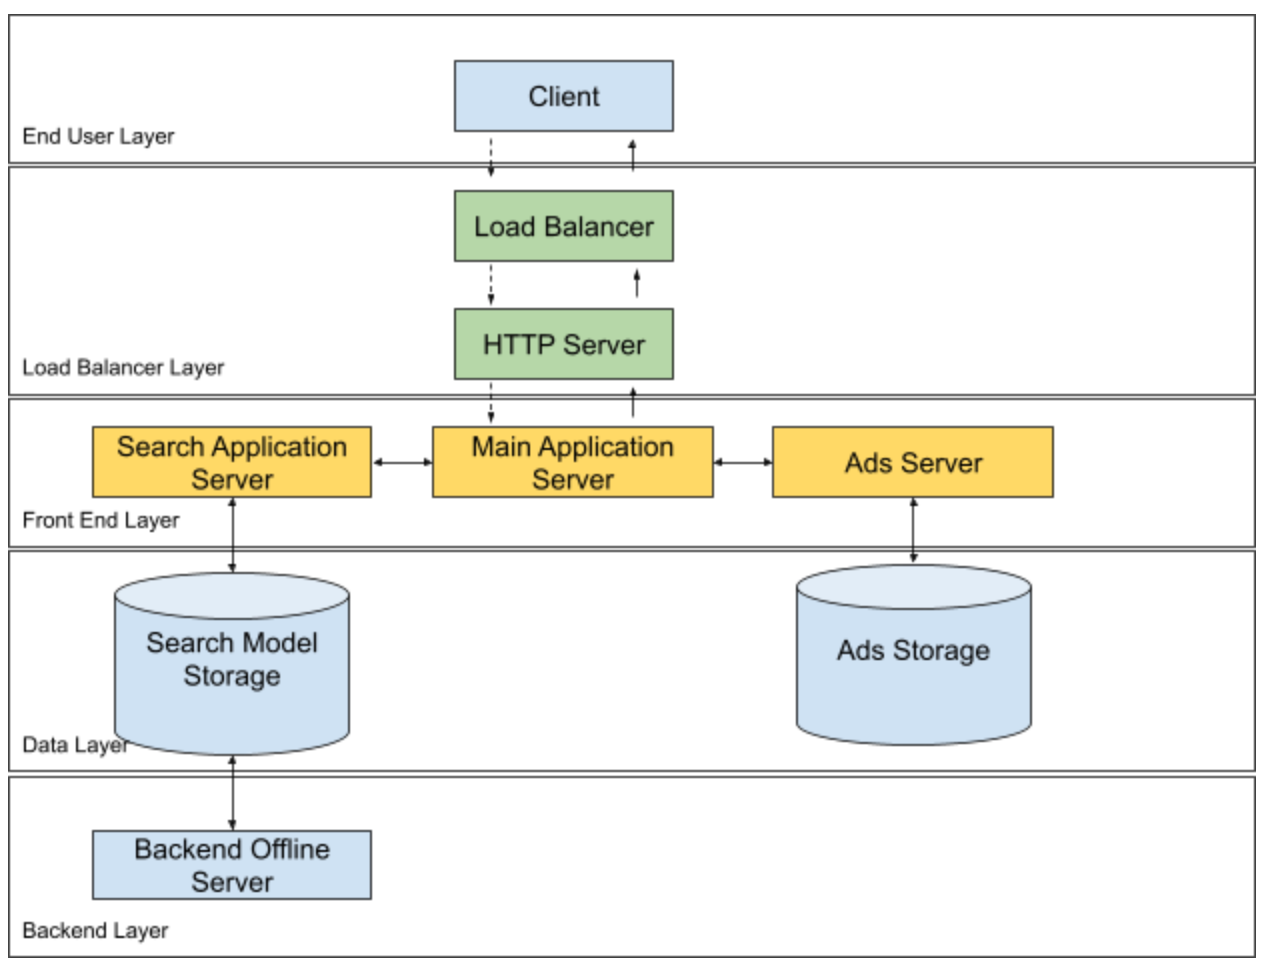 Client
End User Layer
Load Balancer
HTTP Server
Load Balancer Layer
Search Application
Server
Main Application
Server
Ads Server
Front End Layer
Search Model
Storage
Ads Storage
Data Layer
Backend Offline
Server
Backend Layer